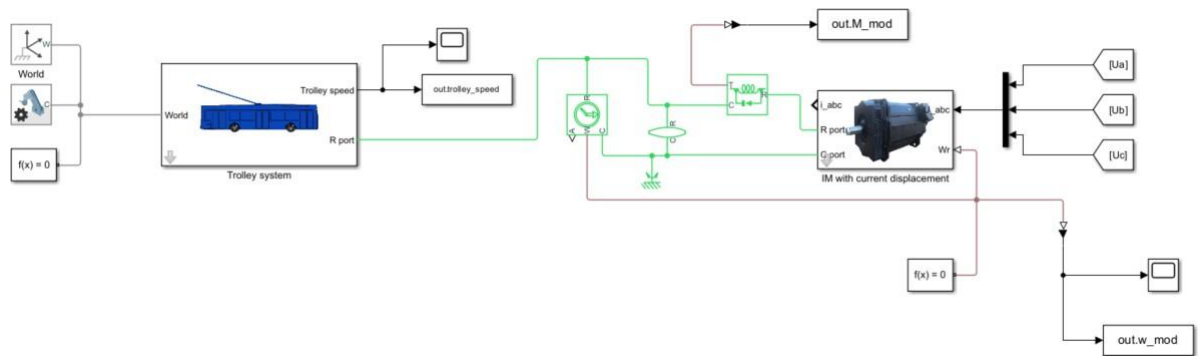 out.M_mod
[Ua]
W
World
C
Trolley speed
out.trolley_speed
World
R port
Trolley system
f(x) = 0
R
A
W
C
R
C
T
C
R
i_abc
R port
C port
U_abc
Wr
IM with current displacement
[Ub]
[Uc]
f(x) = 0
out.w_mod